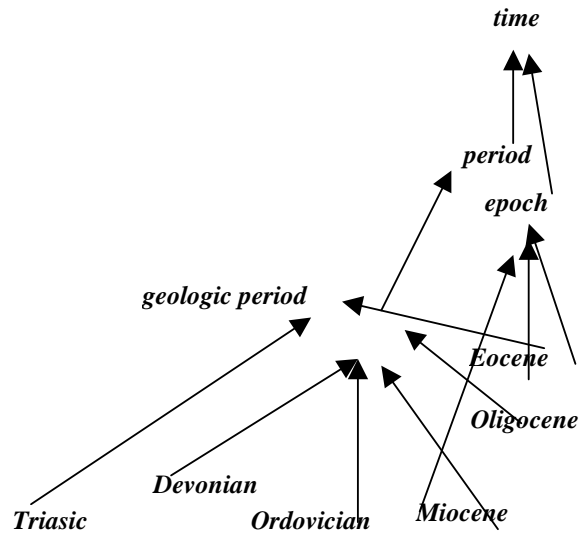 time
period
epoch
geologic period
Eocene
Oligocene
Devonian
Triasic
Ordovician
Miocene